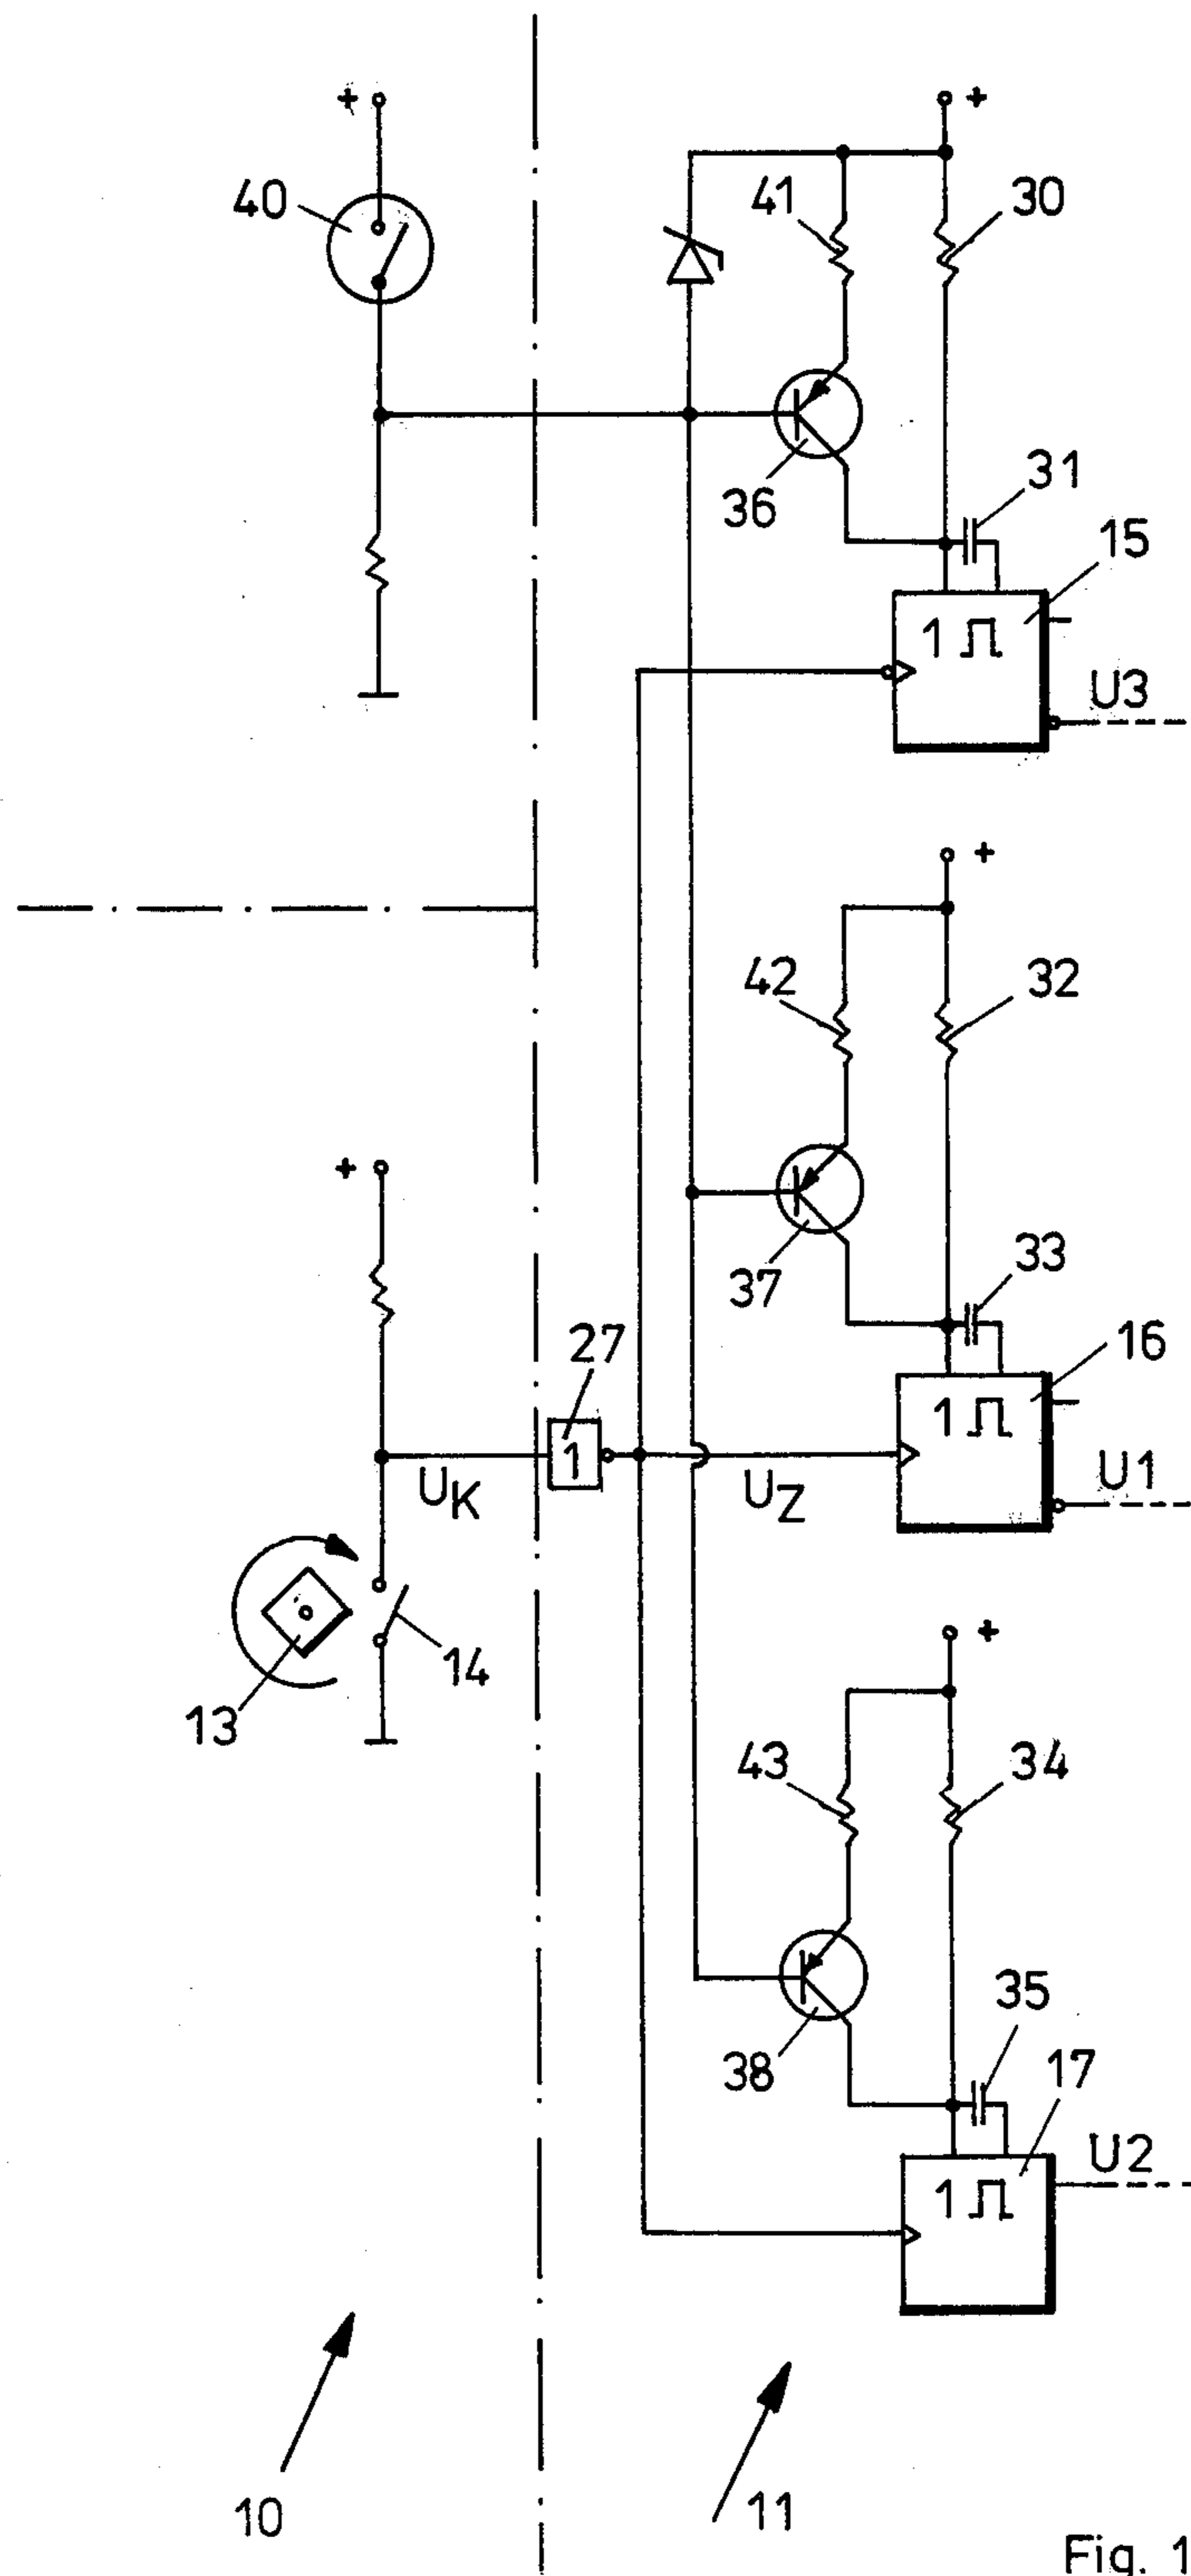 + +
40 41 30
36 31 15
1
U3
+
42 32
+ 37 33
27 16
1 1
UK UZ U1
13 14 +
43 34
38 35 17
1 U2
10 11
Fig. 1